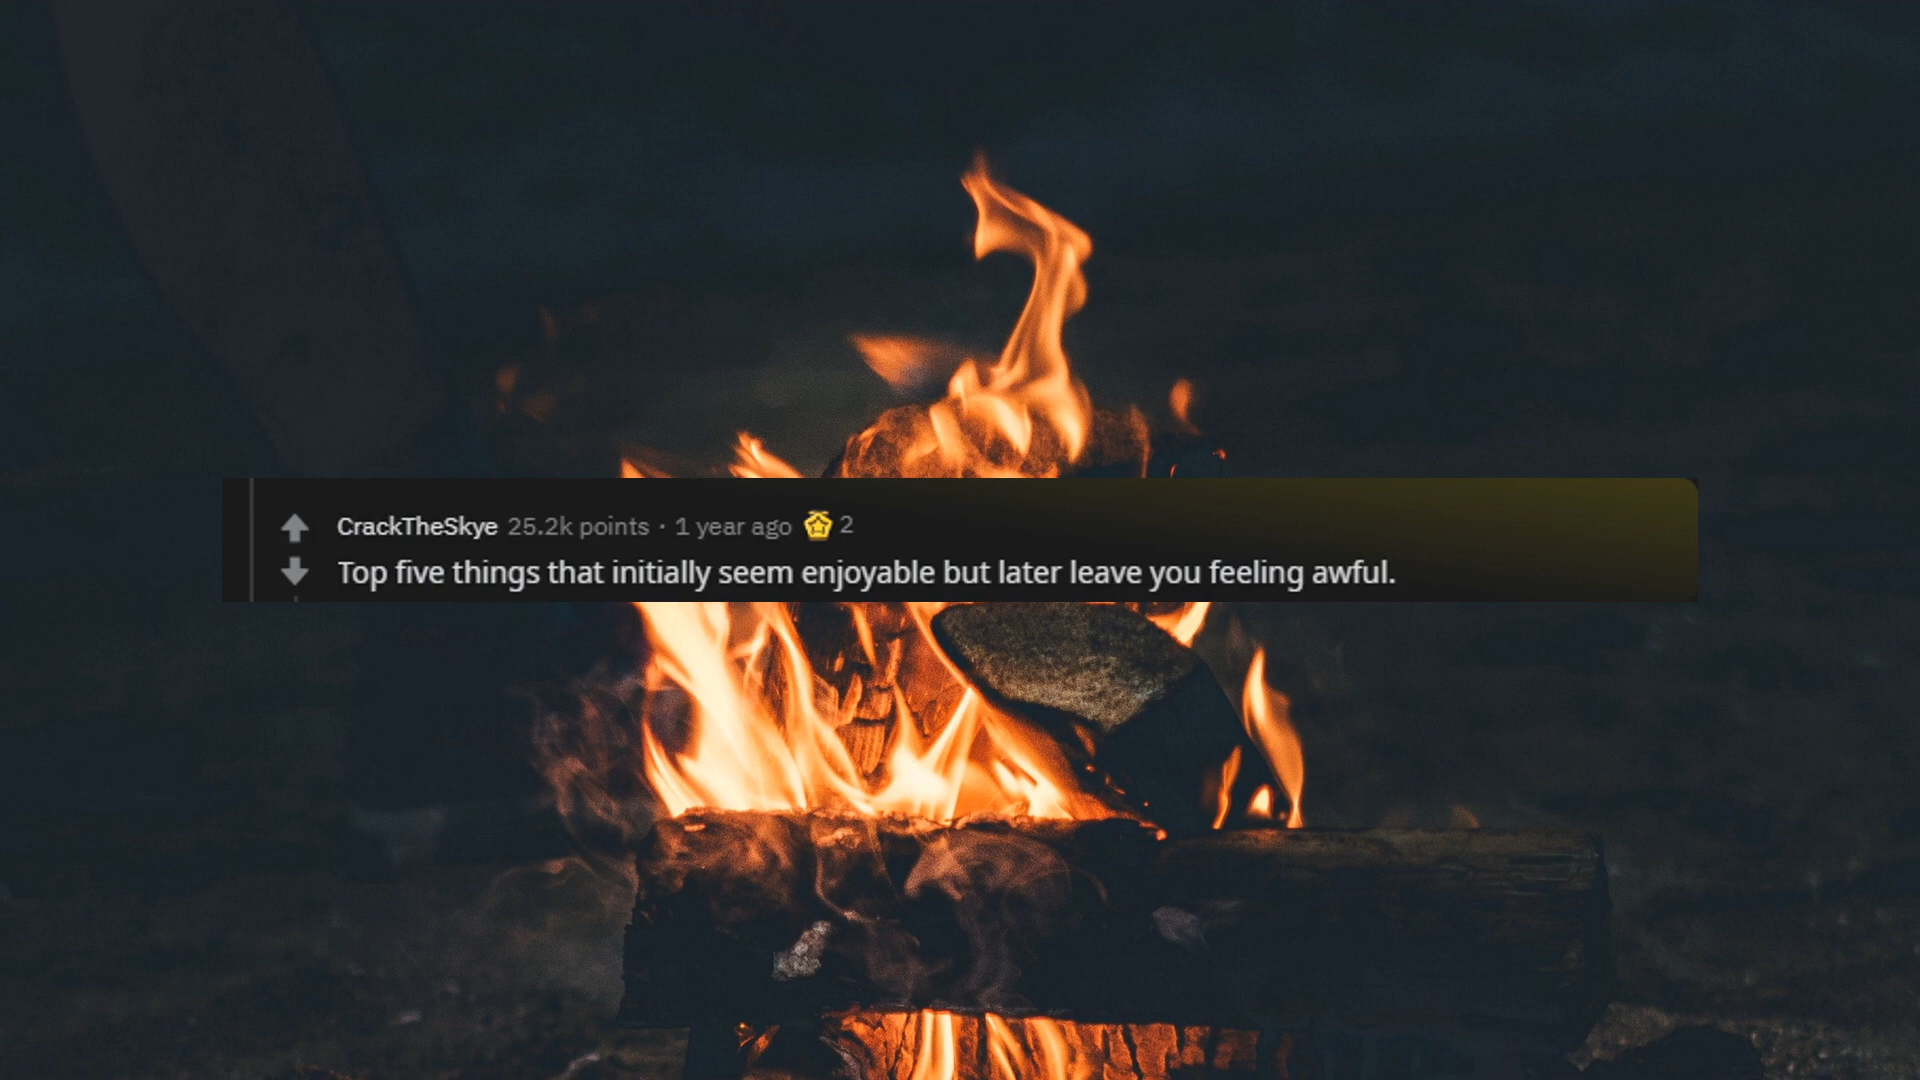 CrackTheSkye 25.2k points · 1 year ago 2
Top five things that initially seem enjoyable but later leave you feeling awful.